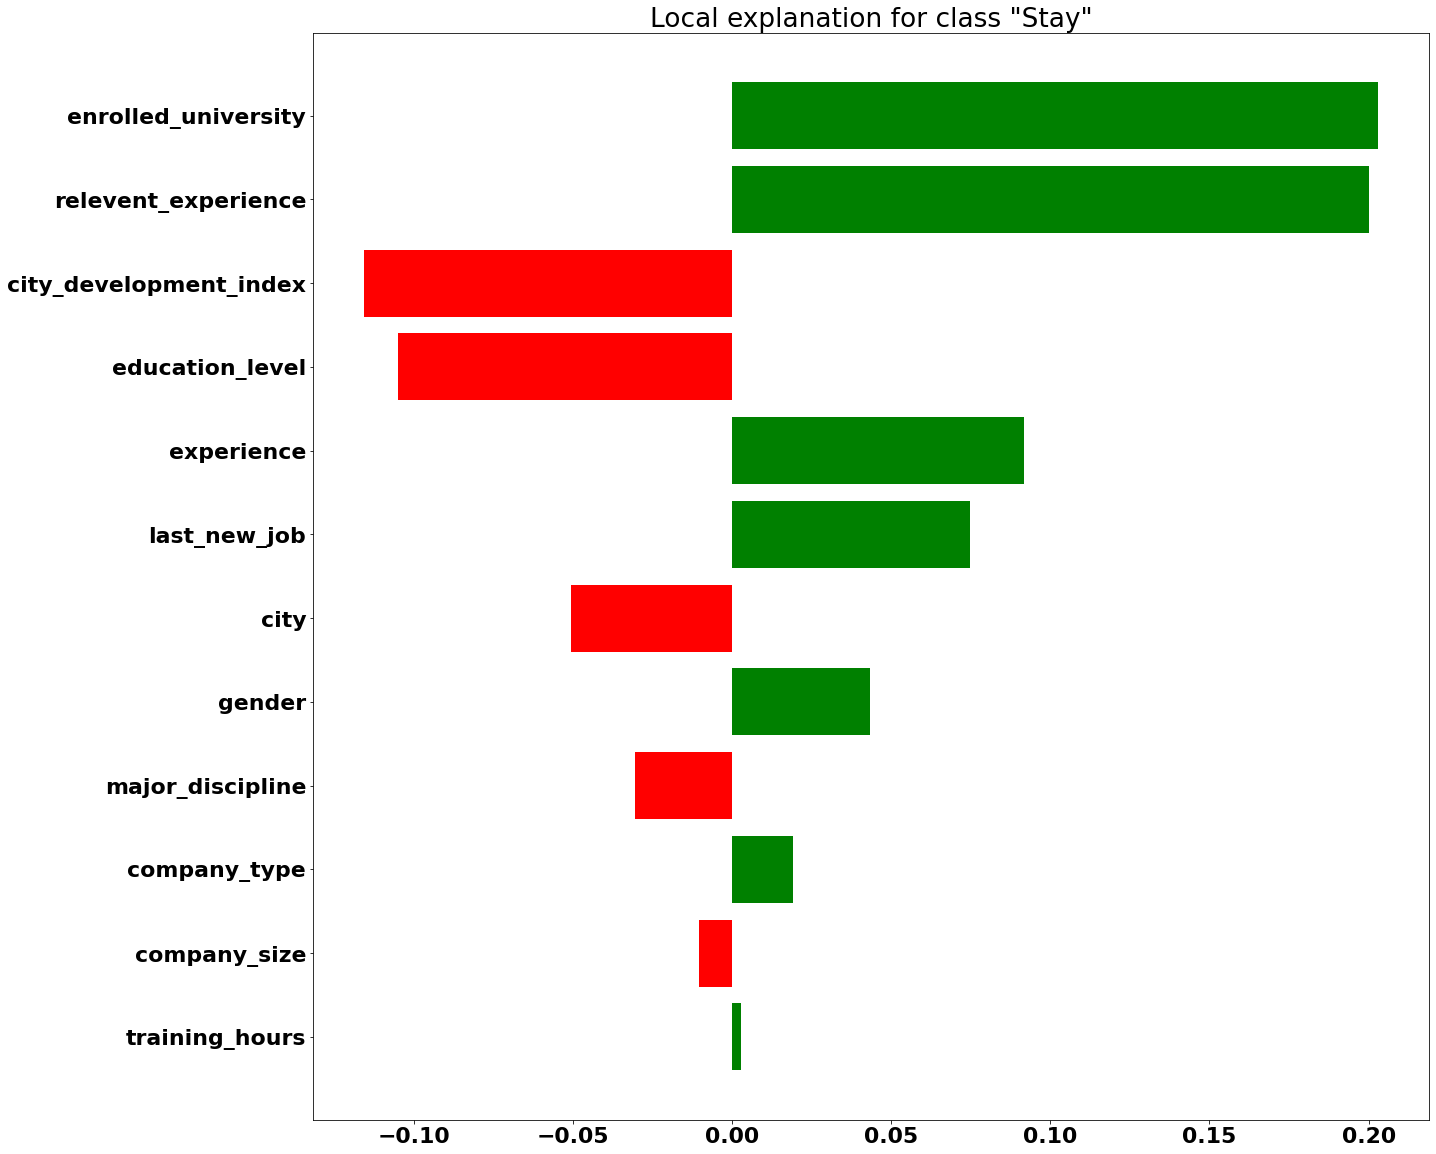 Local explanation for class "Stay"
enrolled_university
relevent_experience
city_development_index
education_level
experience
last_new_job
city
gender
major_discipline
company_type
company_size
training_hours
−0.10 −0.05 0.00 0.05 0.10 0.15 0.20